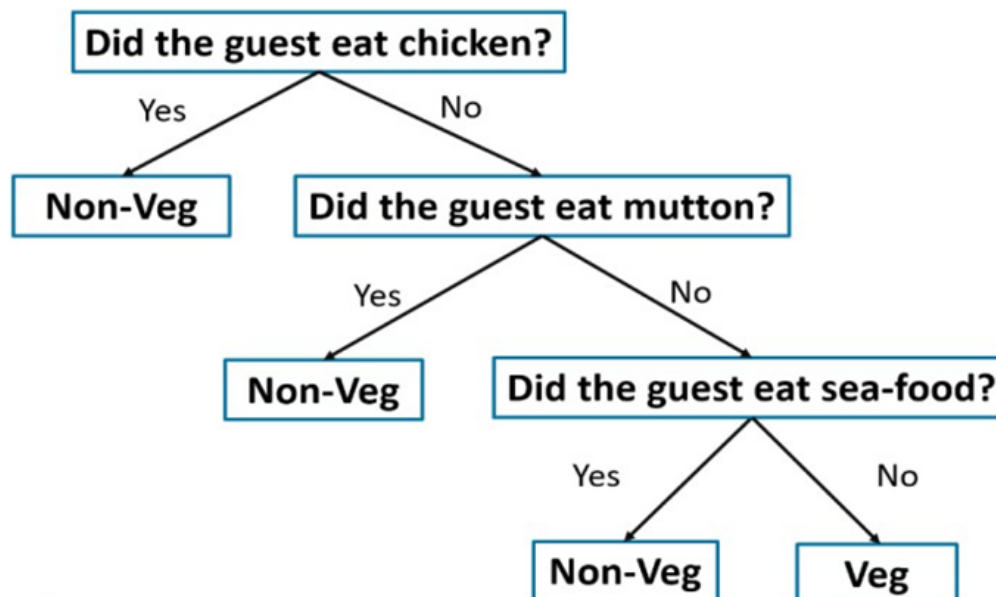 Did the guest eat chicken?
Yes
No
Non-Veg
Did the guest eat mutton?
Yes
No
Non-Veg
Did the guest eat sea-food?
Yes
No
Non-Veg
Veg